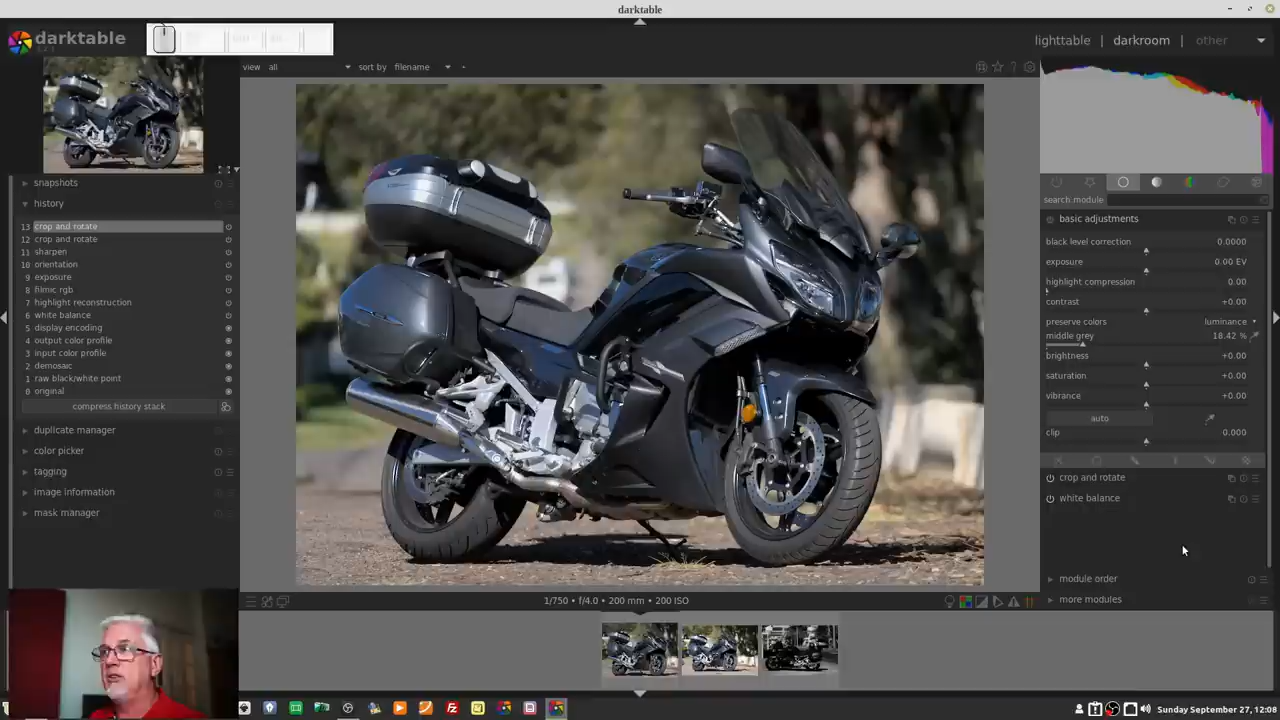 darktable
darktable
lighttable | darkroom | other
view all sort by filename
snapshots
history
13 crop and rotate
12 crop and rotate
11 sharpen
10 orientation
9 exposure
8 filmic rgb
7 highlight reconstruction
6 white balance
5 display encoding
4 output color profile
3 input color profile
2 demosaic
1 raw black/white point
0 original
compress history stack
duplicate manager
color picker
tagging
image information
mask manager
search module
basic adjustments
black level correction 0.0000
exposure 0.00 EV
highlight compression 0.00
contrast +0.00
preserve colors luminance
middle grey 18.42 %
brightness +0.00
saturation +0.00
vibrance +0.00
auto
clip 0.000
crop and rotate
white balance
module order
more modules
1/750 • f/4.0 • 200 mm • 200 ISO
Sunday September 27, 12:08